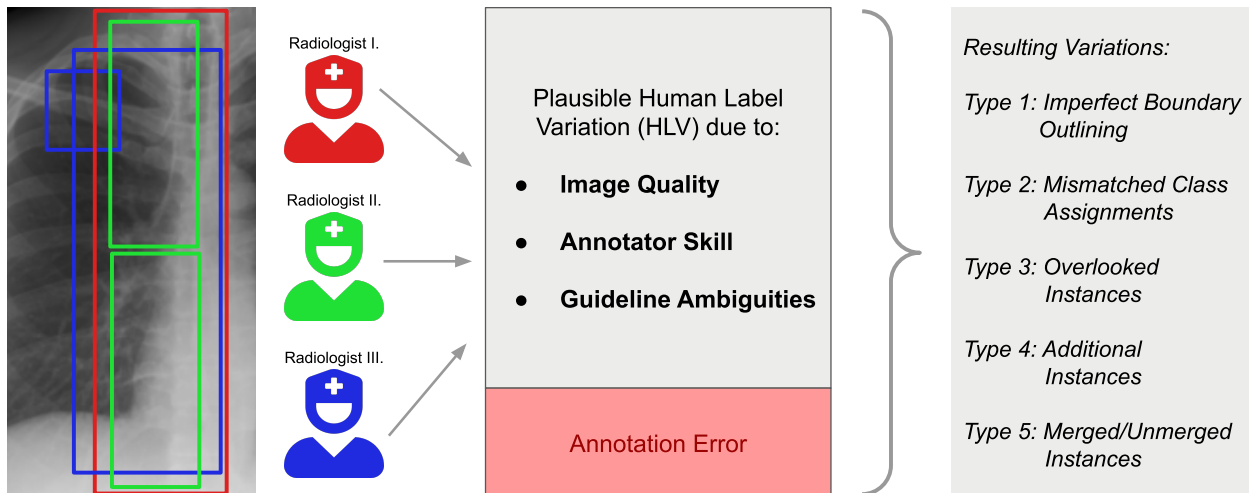 Radiologist I.
Radiologist II.
Radiologist III.
Plausible Human Label
Variation (HLV) due to:
● Image Quality
● Annotator Skill
● Guideline Ambiguities
Annotation Error
Resulting Variations:
Type 1: Imperfect Boundary
Outlining
Type 2: Mismatched Class
Assignments
Type 3: Overlooked
Instances
Type 4: Additional
Instances
Type 5: Merged/Unmerged
Instances